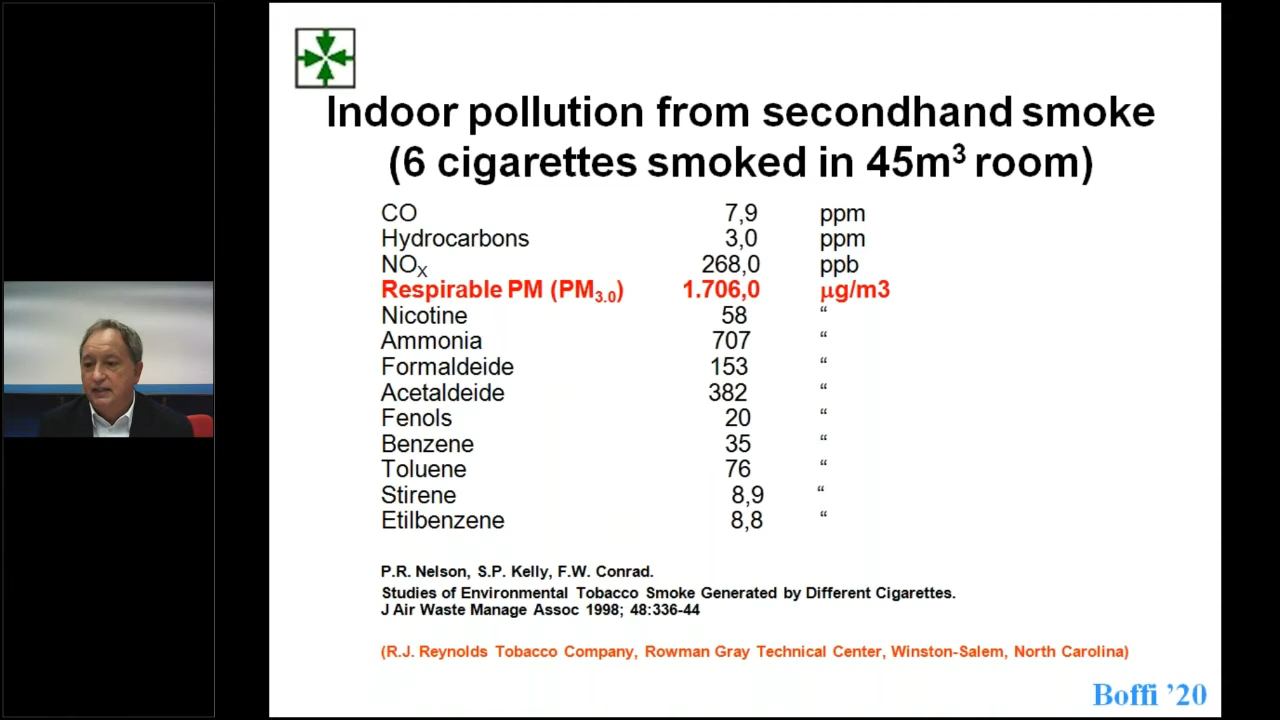 Indoor pollution from secondhand smoke
(6 cigarettes smoked in 45m³ room)
CO 7,9 ppm
Hydrocarbons 3,0 ppm
NOₓ 268,0 ppb
Respirable PM (PM₃.₀) 1.706,0 µg/m3
Nicotine 58 “
Ammonia 707 “
Formaldeide 153 “
Acetaldeide 382 “
Fenols 20 “
Benzene 35 “
Toluene 76 “
Stirene 8,9 “
Etilbenzene 8,8 “
P.R. Nelson, S.P. Kelly, F.W. Conrad.
Studies of Environmental Tobacco Smoke Generated by Different Cigarettes.
J Air Waste Manage Assoc 1998; 48:336-44
(R.J. Reynolds Tobacco Company, Rowman Gray Technical Center, Winston-Salem, North Carolina)
Boffi ’20